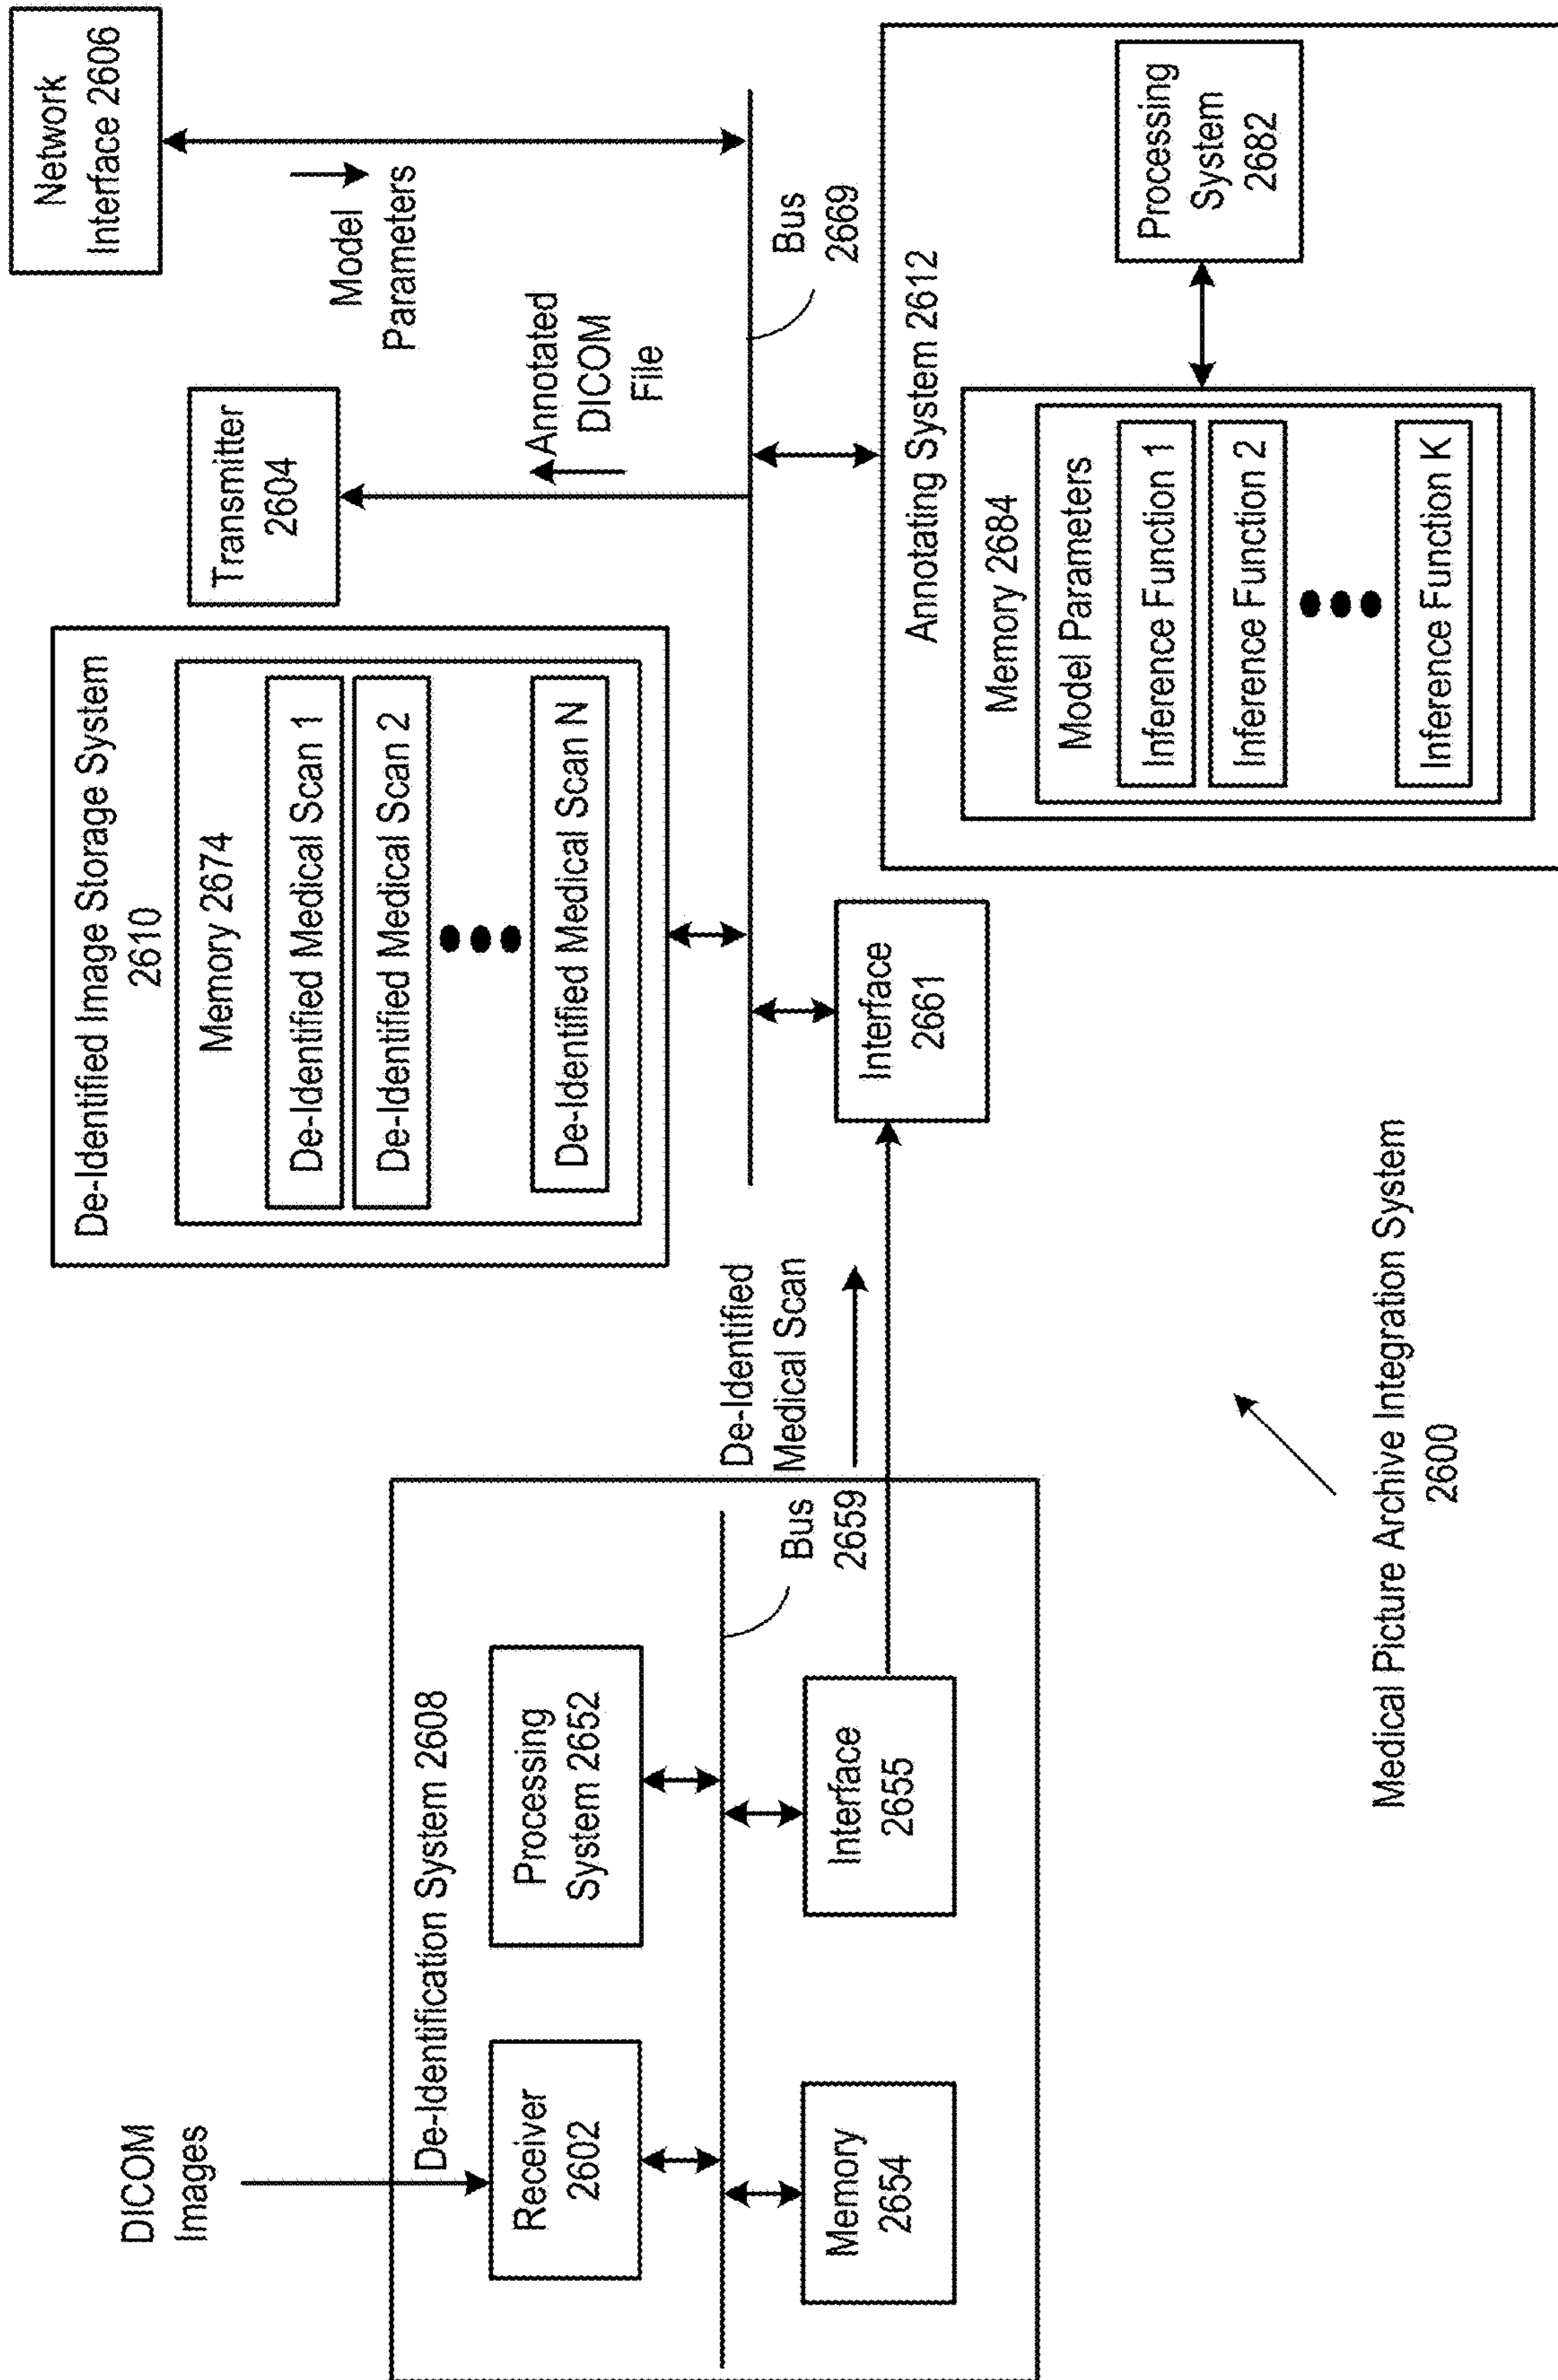 DICOM
Images
De-Identification System 2608
Receiver
2602
Processing
System 2652
Bus
2659
Memory
2654
Interface
2655
De-Identified
Medical Scan
De-Identified Image Storage System
2610
Memory 2674
De-Identified Medical Scan 1
De-Identified Medical Scan 2
De-Identified Medical Scan N
Interface
2661
Transmitter
2604
Annotated
DICOM
File
Network
Interface 2606
Model
Parameters
Bus
2669
Annotating System 2612
Memory 2684
Model Parameters
Inference Function 1
Inference Function 2
Inference Function K
Processing
System
2682
Medical Picture Archive Integration System
2600